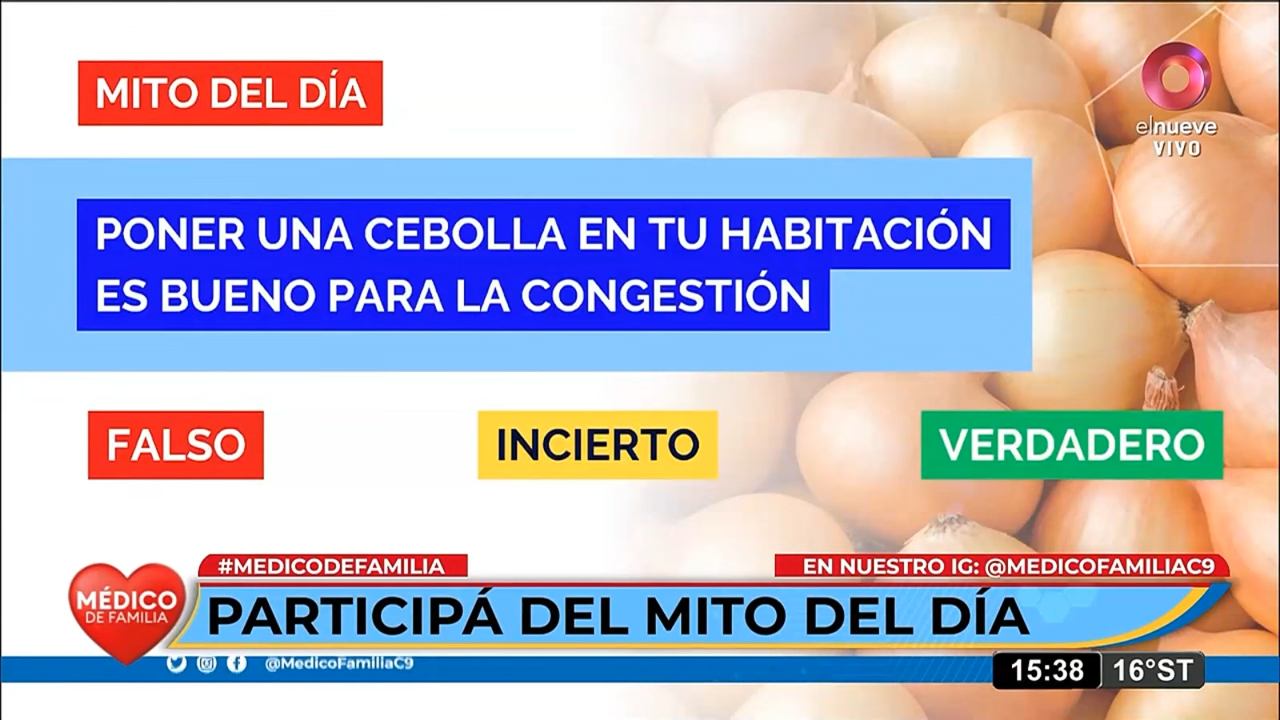 MITO DEL DÍA
elnueve
VIVO
PONER UNA CEBOLLA EN TU HABITACIÓN
ES BUENO PARA LA CONGESTIÓN
FALSO
INCIERTO
VERDADERO
#MEDICODEFAMILIA
EN NUESTRO IG: @MEDICOFAMILIAC9
MÉDICO
DE FAMILIA
PARTICIPÁ DEL MITO DEL DÍA
@MedicoFamiliaC9
15:38
16°ST